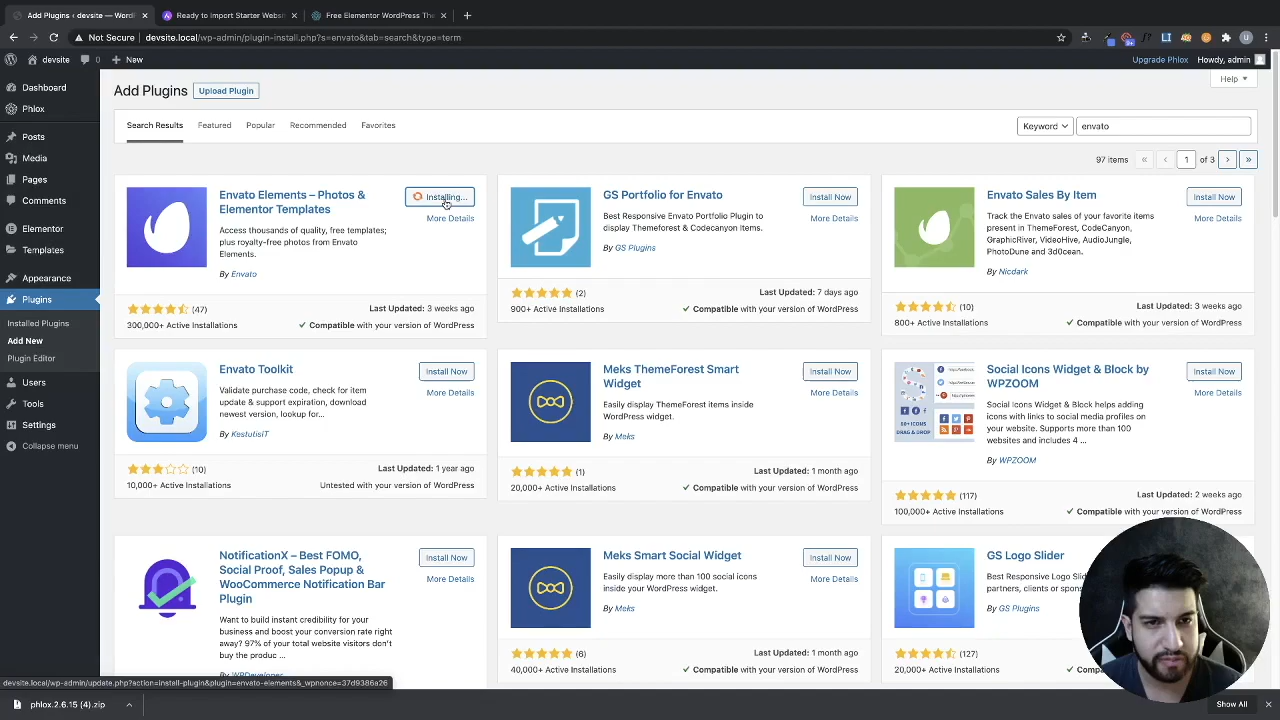 Add Plugins ‹ devsite — WordP
Ready to Import Starter Websit
Free Elementor WordPress The
Not Secure
devsite.local/wp-admin/plugin-install.php?s=envato&tab=search&type=term
devsite
0
New
Upgrade Phlox
Howdy, admin
Dashboard
Phlox
Posts
Media
Pages
Comments
Elementor
Templates
Appearance
Plugins
Installed Plugins
Add New
Plugin Editor
Users
Tools
Settings
Collapse menu
Add Plugins
Upload Plugin
Help
Search Results
Featured
Popular
Recommended
Favorites
Keyword
envato
97 items
«
‹
1
of 3
›
»
Envato Elements – Photos &
Elementor Templates
Installing...
More Details
Access thousands of quality, free templates;
plus royalty-free photos from Envato
Elements.
By Envato
(47)
300,000+ Active Installations
Last Updated: 3 weeks ago
Compatible with your version of WordPress
GS Portfolio for Envato
Install Now
More Details
Best Responsive Envato Portfolio Plugin to
display Themeforest & Codecanyon items.
By GS Plugins
(2)
900+ Active Installations
Last Updated: 7 days ago
Compatible with your version of WordPress
Envato Sales By Item
Install Now
More Details
Track the Envato sales of your favorite items
present in ThemeForest, CodeCanyon,
GraphicRiver, VideoHive, AudioJungle,
PhotoDune and 3d0cean.
By Nicdark
(10)
800+ Active Installations
Last Updated: 3 weeks ago
Compatible with your version of WordPress
Envato Toolkit
Install Now
More Details
Validate purchase code, check for item
update & support expiration, download
newest version, lookup for...
By KestutisIT
(10)
10,000+ Active Installations
Last Updated: 1 year ago
Untested with your version of WordPress
Meks ThemeForest Smart
Widget
Install Now
More Details
Easily display ThemeForest items inside
WordPress widget.
By Meks
(1)
20,000+ Active Installations
Last Updated: 1 month ago
Compatible with your version of WordPress
Social Icons Widget & Block by
WPZOOM
Install Now
More Details
Social Icons Widget & Block helps adding
icons with links to social media profiles on
your website. Supports more than 100
websites and includes 4 ...
By WPZOOM
(117)
100,000+ Active Installations
Last Updated: 2 weeks ago
Compatible with your version of WordPress
NotificationX – Best FOMO,
Social Proof, Sales Popup &
WooCommerce Notification Bar
Plugin
Install Now
More Details
Want to build instant credibility for your
business and boost your conversion rate right
away? 97% of your total website visitors don't
buy the produc ...
By WPDeveloper
Meks Smart Social Widget
Install Now
More Details
Easily display more than 100 social icons
inside your WordPress widget.
By Meks
(6)
40,000+ Active Installations
Last Updated: 1 month ago
Compatible with your version of WordPress
GS Logo Slider
Best Responsive Logo Slid
partners, clients or sponso
By GS Plugins
(127)
20,000+ Active Installations
devsite.local/wp-admin/update.php?action=install-plugin&plugin=envato-elements&_wpnonce=37d9386a26
phlox.2.6.15 (4).zip
Show All